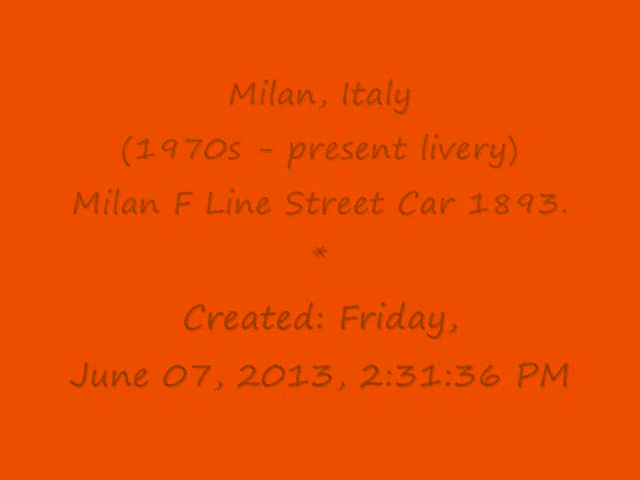 Milan, Italy
(1970s - present livery)
Milan F Line Street Car 1893.
*
Created: Friday,
June 07, 2013, 2:31:36 PM